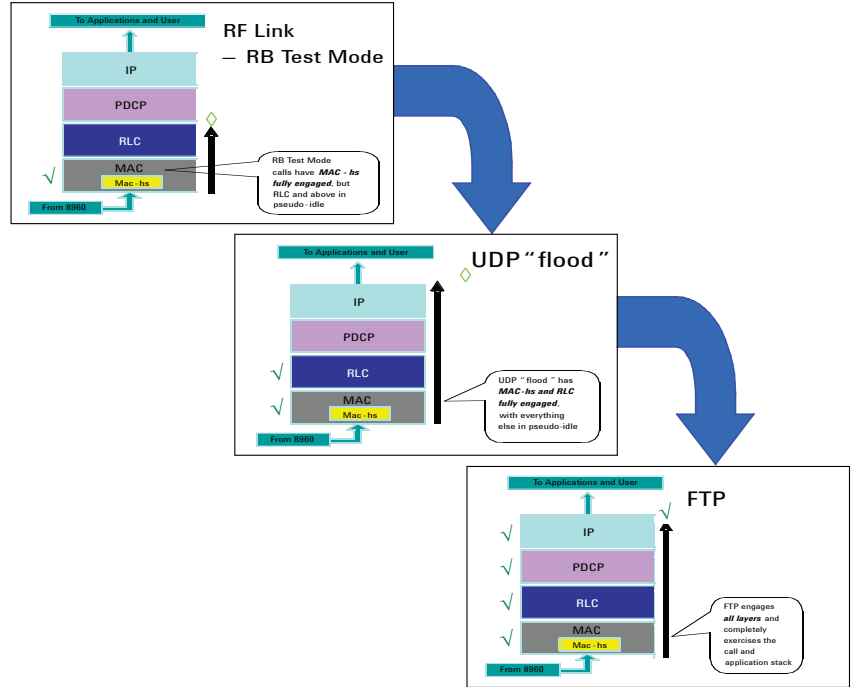 To Applications and User
RF Link
– RB Test Mode
IP
PDCP
RLC
MAC
Mac-hs
From 8960
RB Test Mode
calls have MAC - hs
fully engaged, but
RLC and above in
pseudo-idle
To Applications and User
UDP “flood”
IP
PDCP
RLC
MAC
Mac-hs
From 8960
UDP “flood” has
MAC-hs and RLC
fully engaged,
with everything
else in pseudo-idle
To Applications and User
FTP
IP
PDCP
RLC
MAC
Mac-hs
From 8960
FTP engages
all layers and
completely
exercises the
call and
application stack